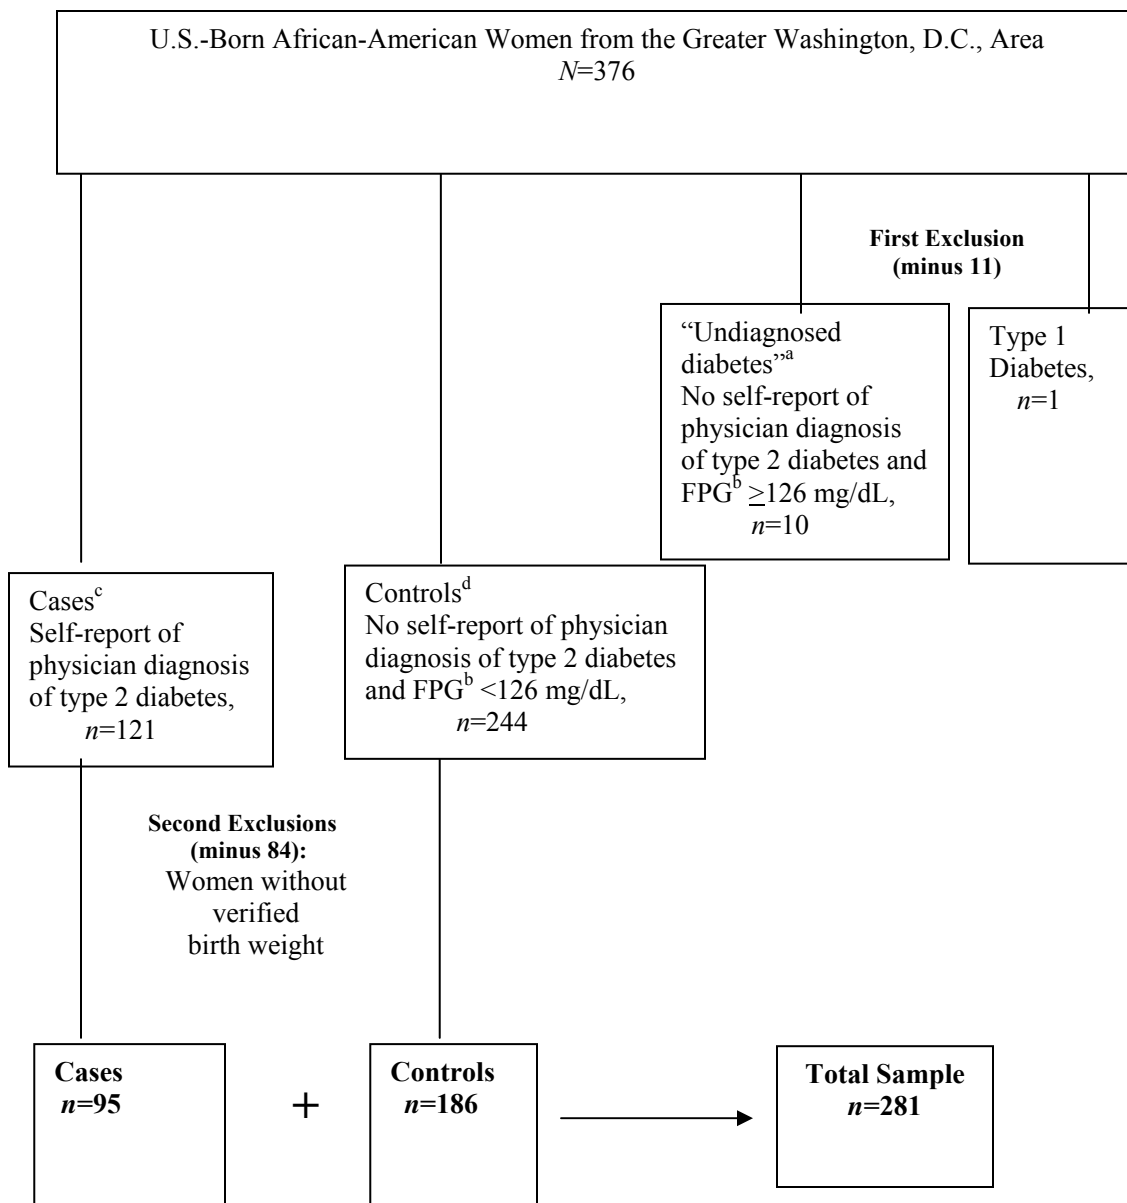 U.S.-Born African-American Women from the Greater Washington, D.C., Area
N=376
First Exclusion
(minus 11)
“Undiagnosed
diabetes”a
No self-report of
physician diagnosis
of type 2 diabetes and
FPGb ≥126 mg/dL,
n=10
Type 1
Diabetes,
n=1
Casesc
Self-report of
physician diagnosis
of type 2 diabetes,
n=121
Controlsd
No self-report of physician
diagnosis of type 2 diabetes
and FPGb <126 mg/dL,
n=244
Second Exclusions
(minus 84):
Women without
verified
birth weight
Cases
n=95
+
Controls
n=186
Total Sample
n=281